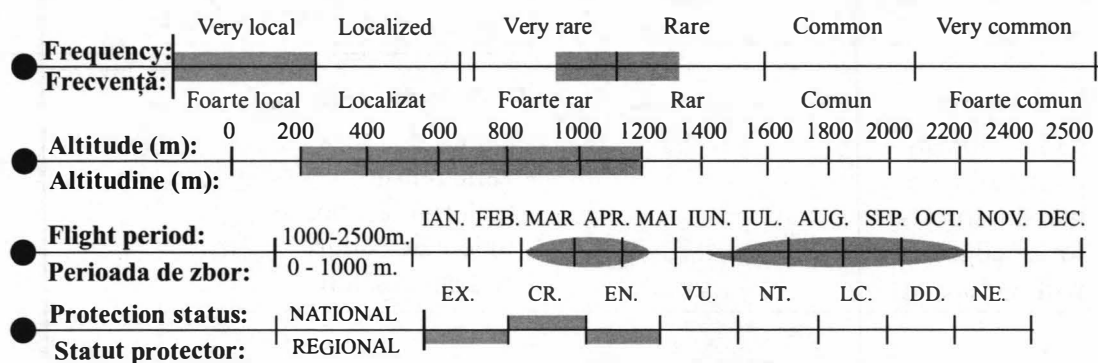 Very local Localized Very rare Rare Common Very common
Frequency:
Frecvență:
Foarte local Localizat Foarte rar Rar Comun Foarte comun
0 200 400 600 800 1000 1200 1400 1600 1800 2000 2200 2400 2500
Altitude (m):
Altitudine (m):
IAN. FEB. MAR APR. MAI IUN. IUL. AUG. SEP. OCT. NOV. DEC.
Flight period: 1000-2500m.
Perioada de zbor: 0 - 1000 m.
EX. CR. EN. VU. NT. LC. DD. NE.
Protection status: NATIONAL
Statut protector: REGIONAL